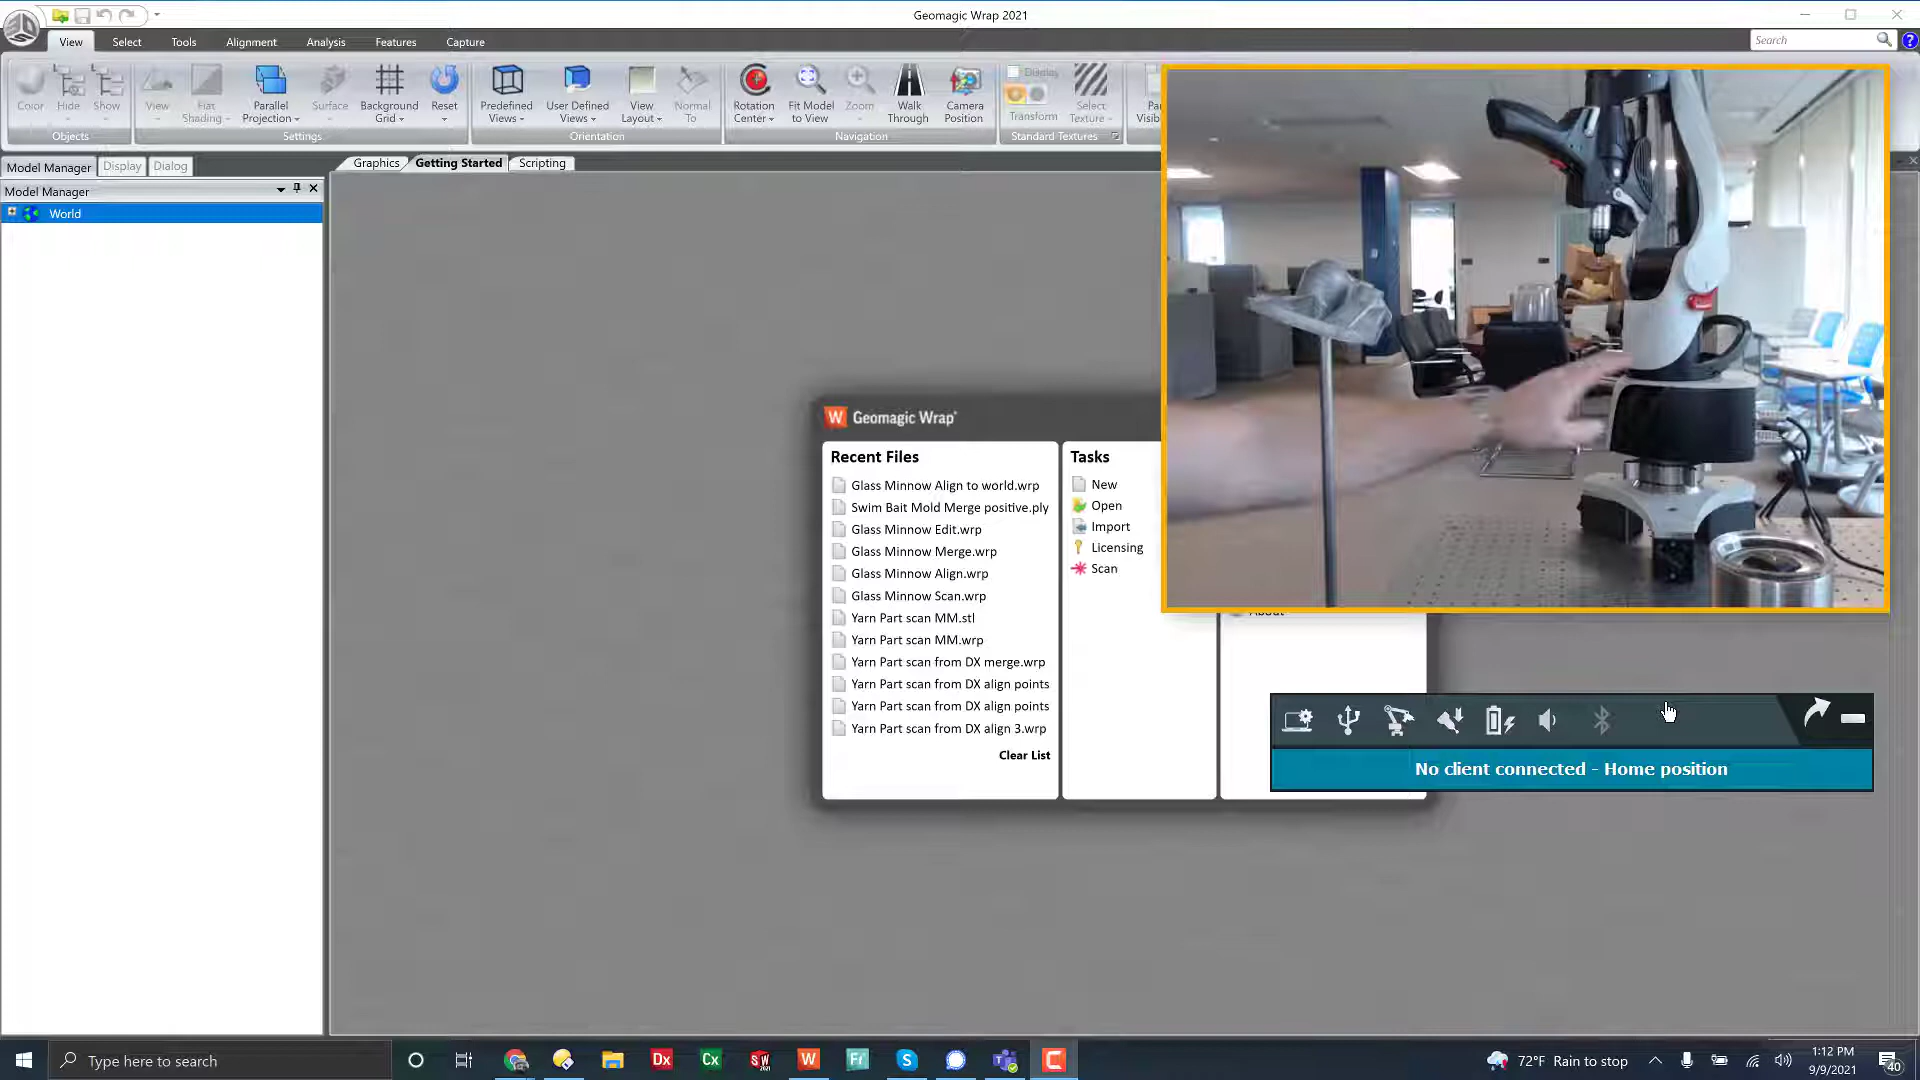 Geomagic Wrap 2021
View Select Tools Alignment Analysis Features Capture
Search
Color Hide Show
Objects
View Flat Shading Parallel Projection Surface Background Grid Reset
Settings
Predefined Views User Defined Views View Layout Normal To
Orientation
Rotation Center Fit Model to View Zoom Walk Through Camera Position
Navigation
Display
Transform Select Texture
Standard Textures
Model Manager Display Dialog
Graphics Getting Started Scripting
Model Manager
World
Geomagic Wrap
Recent Files
Glass Minnow Align to world.wrp
Swim Bait Mold Merge positive.ply
Glass Minnow Edit.wrp
Glass Minnow Merge.wrp
Glass Minnow Align.wrp
Glass Minnow Scan.wrp
Yarn Part scan MM.stl
Yarn Part scan MM.wrp
Yarn Part scan from DX merge.wrp
Yarn Part scan from DX align points
Yarn Part scan from DX align points
Yarn Part scan from DX align 3.wrp
Clear List
Tasks
New
Open
Import
Licensing
Scan
No client connected - Home position
Type here to search
Dx Cx SW 2021 W Fr S C
72°F Rain to stop
1:12 PM
9/9/2021
40